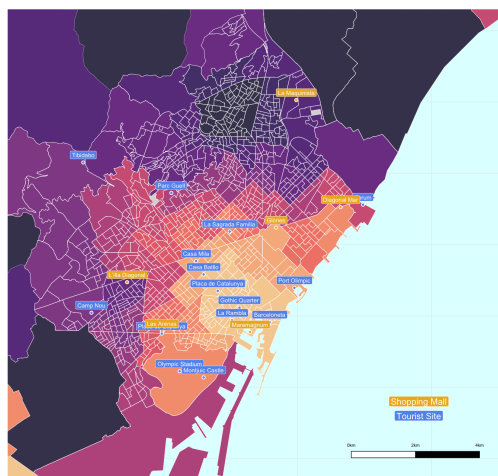 La Maquinista
Tibidabo
Parc Guell
Diagonal Mar
Glories
La Sagrada Familia
Casa Mila
Casa Batllo
L'illa Diagonal
Placa de Catalunya
Port Olimpic
Gothic Quarter
Camp Nou
La Rambla
Barceloneta
Las Arenas
Maremagnum
Olympic Stadium
Montjuic Castle
Shopping Mall
Tourist Site
0km
2km
4km